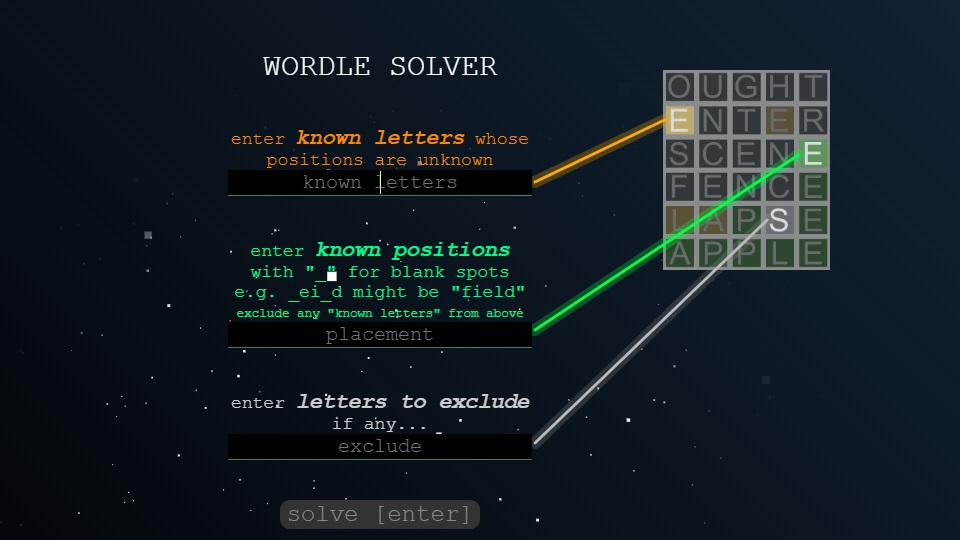 WORDLE SOLVER
enter known letters whose
positions are unknown
known letters
enter known positions
with "_" for blank spots
e.g. _ei_d might be "field"
exclude any "known letters" from above
placement
enter letters to exclude
if any...
exclude
solve [enter]
OUGHT
ENTER
SCENE
FENCE
LAPSE
APPLE